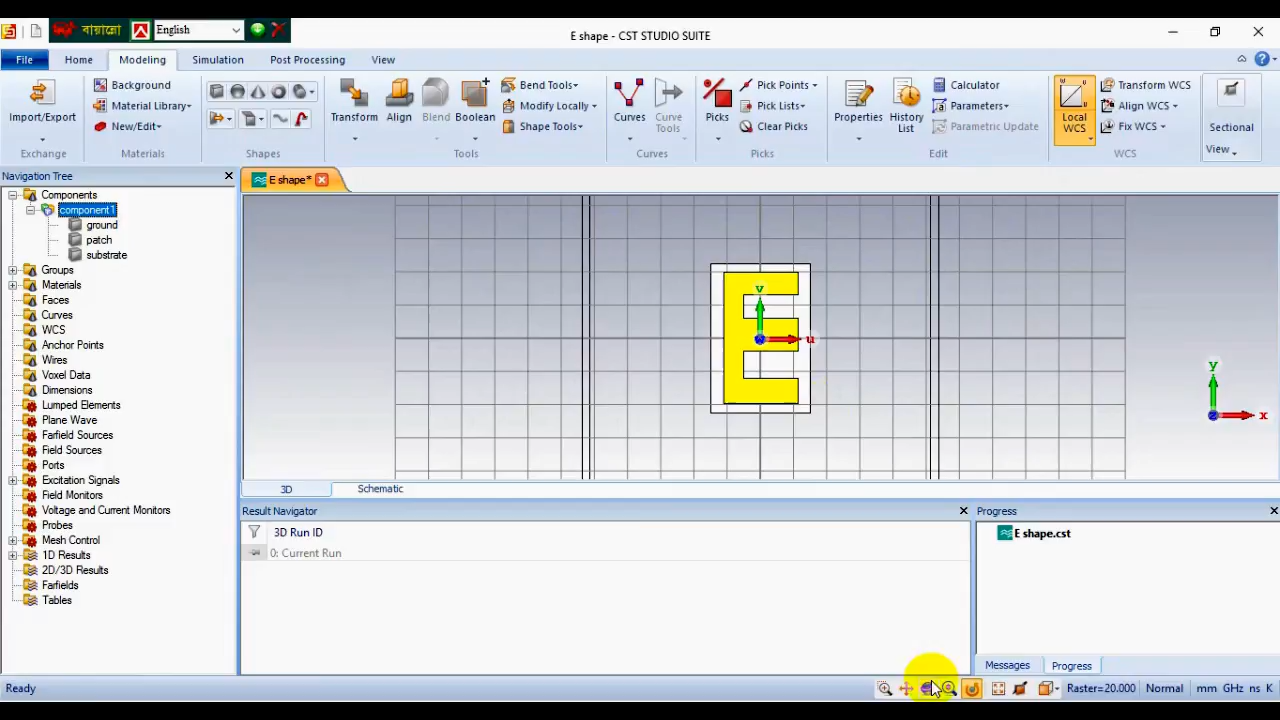 বায়ান্নো English
E shape - CST STUDIO SUITE
File Home Modeling Simulation Post Processing View
Import/Export
Exchange
Background
Material Library▾
New/Edit▾
Materials
Shapes
Transform Align Blend Boolean
Bend Tools▾
Modify Locally▾
Shape Tools▾
Tools
Curves Curve Tools
Curves
Picks
Pick Points▾
Pick Lists▾
Clear Picks
Picks
Properties History List
Calculator
Parameters▾
Parametric Update
Edit
Local WCS
Transform WCS
Align WCS▾
Fix WCS▾
WCS
Sectional View▾
Navigation Tree
E shape*
Components
component1
ground
patch
substrate
Groups
Materials
Faces
Curves
WCS
Anchor Points
Wires
Voxel Data
Dimensions
Lumped Elements
Plane Wave
Farfield Sources
Field Sources
Ports
Excitation Signals
Field Monitors
Voltage and Current Monitors
Probes
Mesh Control
1D Results
2D/3D Results
Farfields
Tables
v
u
y
x
3D Schematic
Result Navigator
3D Run ID
0: Current Run
Progress
E shape.cst
Messages Progress
Ready
Raster=20.000 Normal mm GHz ns K